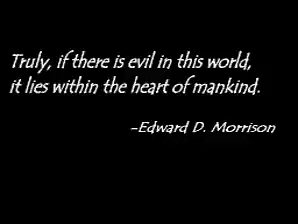 Truly, if there is evil in this world,
it lies within the heart of mankind.
-Edward D. Morrison